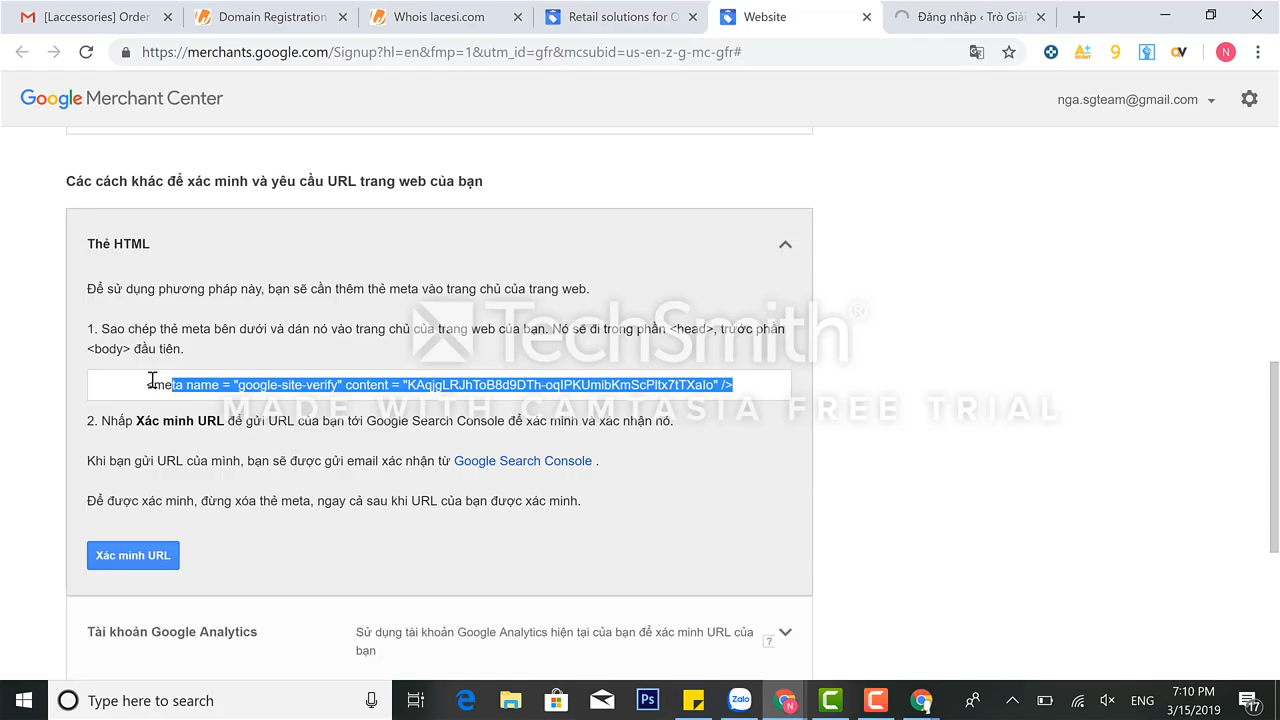 [Laccessories] Order
Domain Registration
Whois lacesi.com
Retail solutions for O
Website
Đăng nhập ‹ Trò Giải
https://merchants.google.com/Signup?hl=en&fmp=1&utm_id=gfr&mcsubid=us-en-z-g-mc-gfr#
A+
SCOUT
9
N
Google Merchant Center
nga.sgteam@gmail.com
Các cách khác để xác minh và yêu cầu URL trang web của bạn
Thẻ HTML
Để sử dụng phương pháp này, bạn sẽ cần thêm thẻ meta vào trang chủ của trang web.
1. Sao chép thẻ meta bên dưới và dán nó vào trang chủ của trang web của bạn. Nó sẽ đi trong phần <head>, trước phần
<body> đầu tiên.
<meta name = "google-site-verify" content = "KAqjgLRJhToB8d9DTh-oqIPKUmibKmScPltx7tTXaIo" />
TechSmith®
MADE WITH CAMTASIA FREE TRIAL
2. Nhấp Xác minh URL để gửi URL của bạn tới Google Search Console để xác minh và xác nhận nó.
Khi bạn gửi URL của mình, bạn sẽ được gửi email xác nhận từ Google Search Console .
Để được xác minh, đừng xóa thẻ meta, ngay cả sau khi URL của bạn được xác minh.
Xác minh URL
Tài khoản Google Analytics
Sử dụng tài khoản Google Analytics hiện tại của bạn để xác minh URL của
bạn
?
Type here to search
Ps
Zalo
N
ENG
7:10 PM
3/15/2019
17